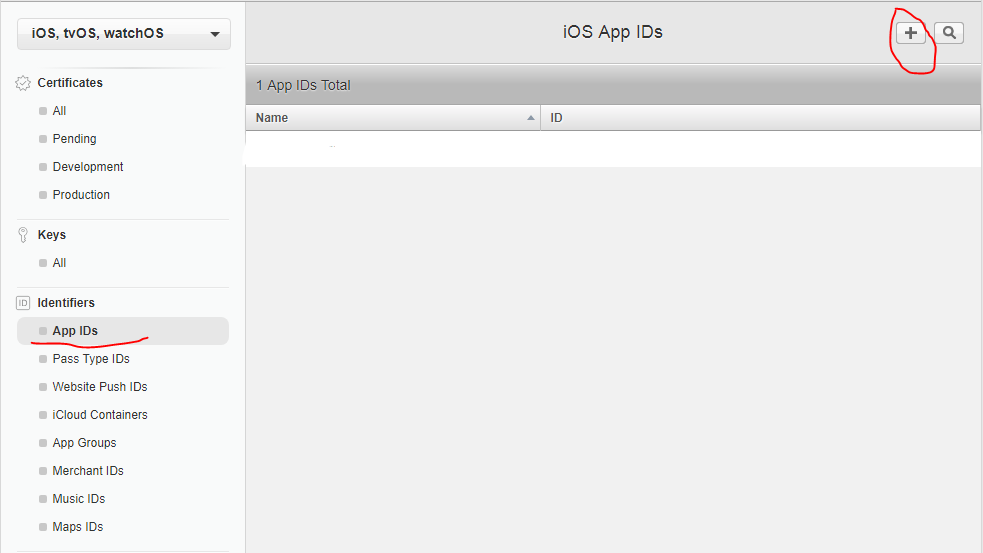 iOS, tvOS, watchOS
iOS App IDs
Certificates
All
Pending
Development
Production
Keys
All
ID Identifiers
App IDs
Pass Type IDs
Website Push IDs
iCloud Containers
App Groups
Merchant IDs
Music IDs
Maps IDs
1 App IDs Total
Name ID